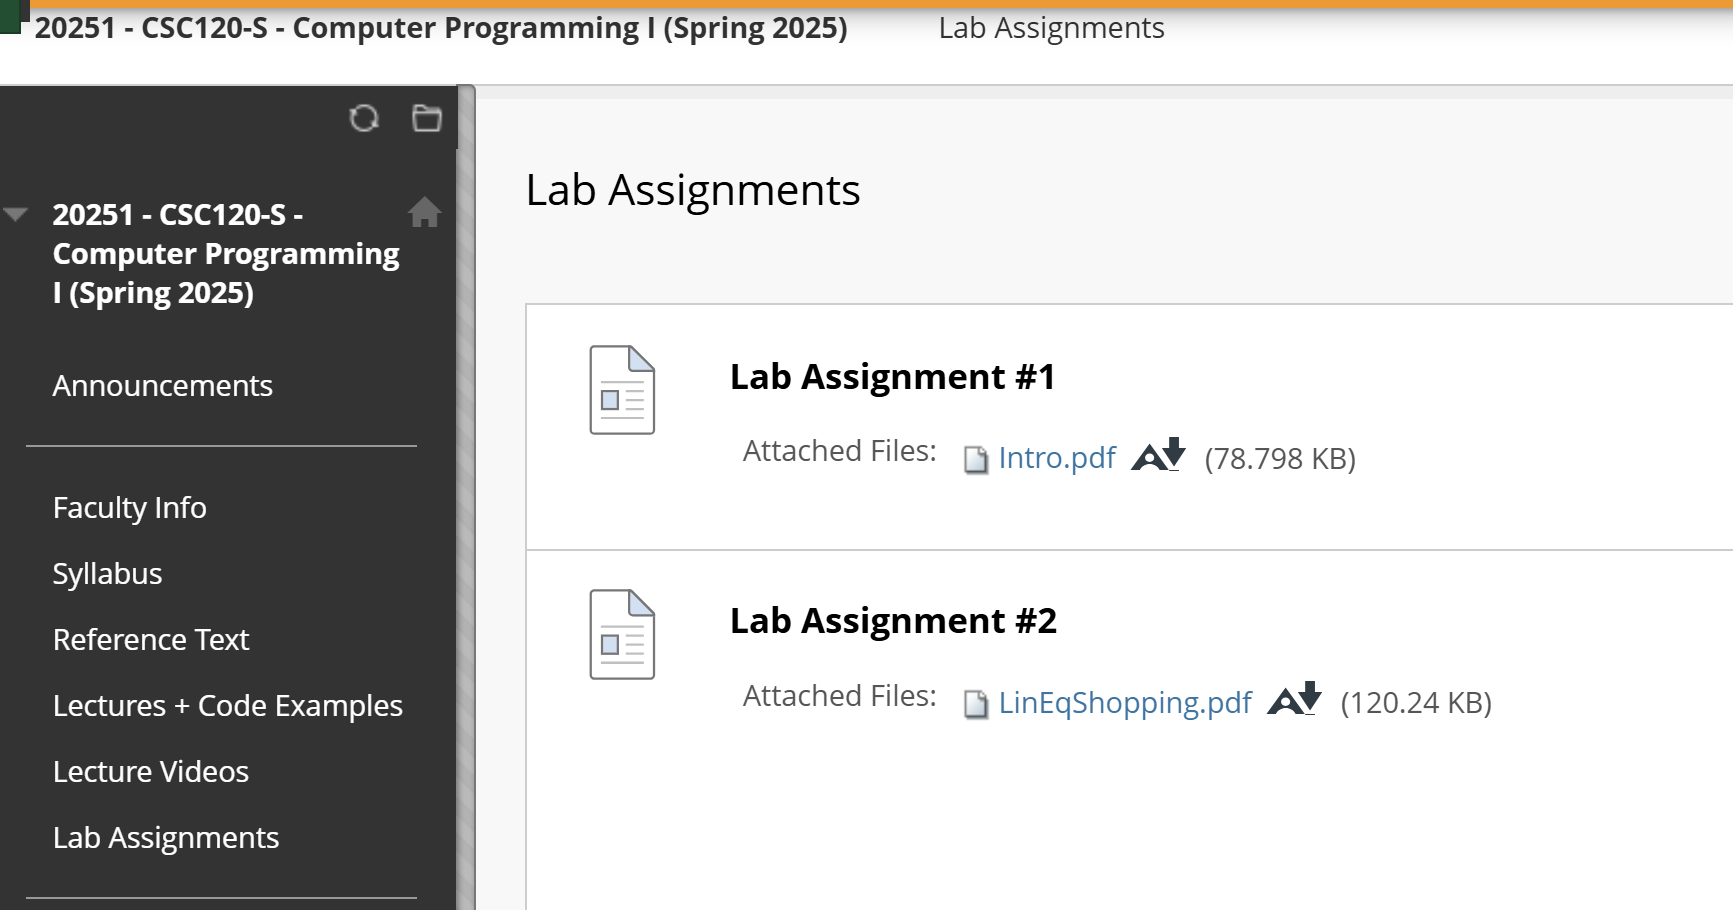 20251 - CSC120-S - Computer Programming I (Spring 2025) Lab Assignments
20251 - CSC120-S -
Computer Programming
I (Spring 2025)
Announcements
Faculty Info
Syllabus
Reference Text
Lectures + Code Examples
Lecture Videos
Lab Assignments
Lab Assignments
Lab Assignment #1
Attached Files: Intro.pdf (78.798 KB)
Lab Assignment #2
Attached Files: LinEqShopping.pdf (120.24 KB)